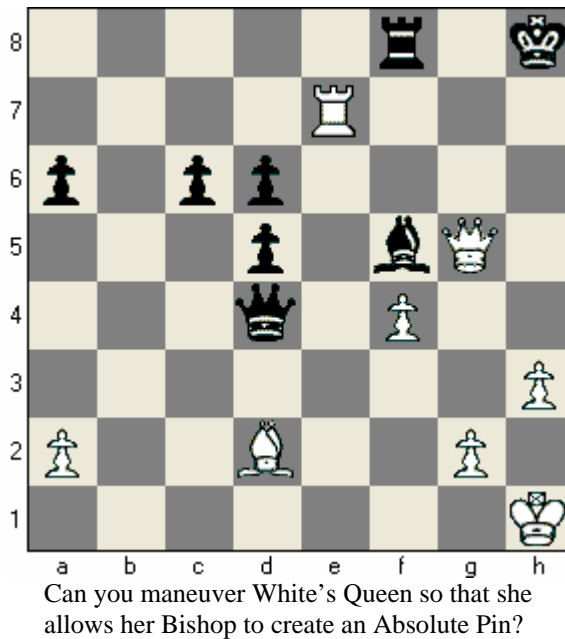 8
7
6
5
4
3
2
1
a b c d e f g h
Can you maneuver White’s Queen so that she
allows her Bishop to create an Absolute Pin?